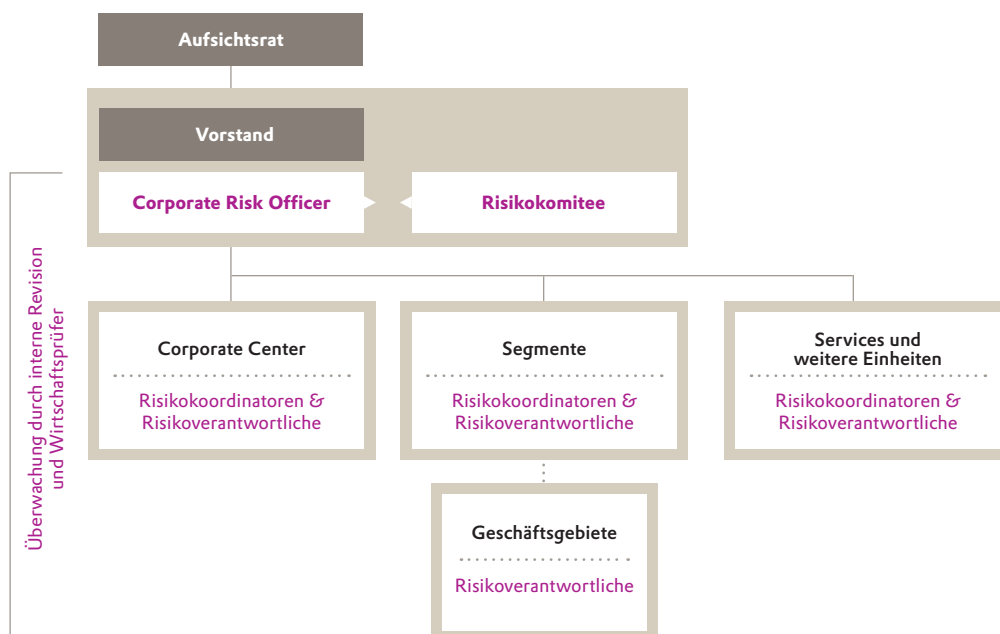 Aufsichtsrat
Vorstand
Corporate Risk Officer
Risikokomitee
Überwachung durch interne Revision
und Wirtschaftsprüfer
Corporate Center
Risikokoordinatoren &
Risikoverantwortliche
Segmente
Risikokoordinatoren &
Risikoverantwortliche
Services und
weitere Einheiten
Risikokoordinatoren &
Risikoverantwortliche
Geschäftsgebiete
Risikoverantwortliche